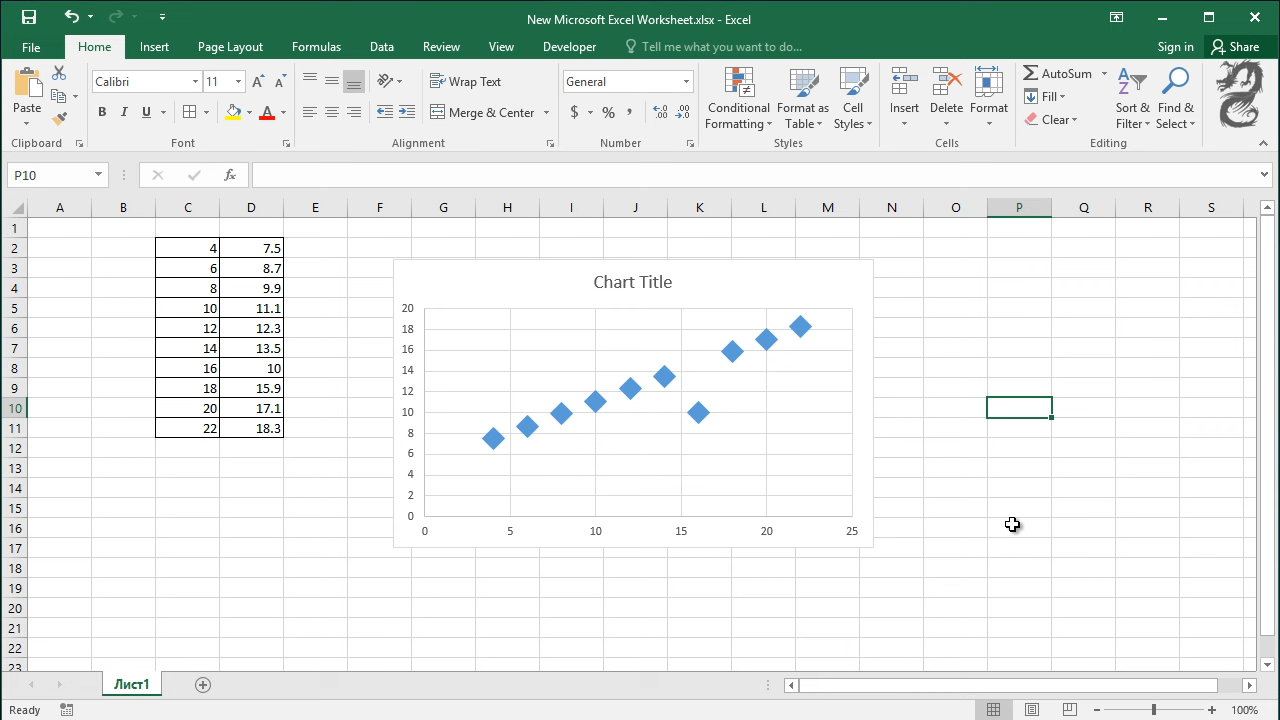 New Microsoft Excel Worksheet.xlsx - Excel
File Home Insert Page Layout Formulas Data Review View Developer Tell me what you want to do... Sign in Share
Paste
Calibri 11
B I U A
Wrap Text
Merge & Center
General
$ % ,
Conditional Formatting
Format as Table
Cell Styles
Insert
Delete
Format
AutoSum
Fill
Clear
Sort & Filter
Find & Select
Clipboard Font Alignment Number Styles Cells Editing
P10 fx
A B C D E F G H I J K L M N O P Q R S
1
2 4 7.5
3 6 8.7
4 8 9.9
5 10 11.1
6 12 12.3
7 14 13.5
8 16 10
9 18 15.9
10 20 17.1
11 22 18.3
12
13
14
15
16
17
18
19
20
21
22
23
Chart Title
20
18
16
14
12
10
8
6
4
2
0
0 5 10 15 20 25
Лист1
Ready 100%